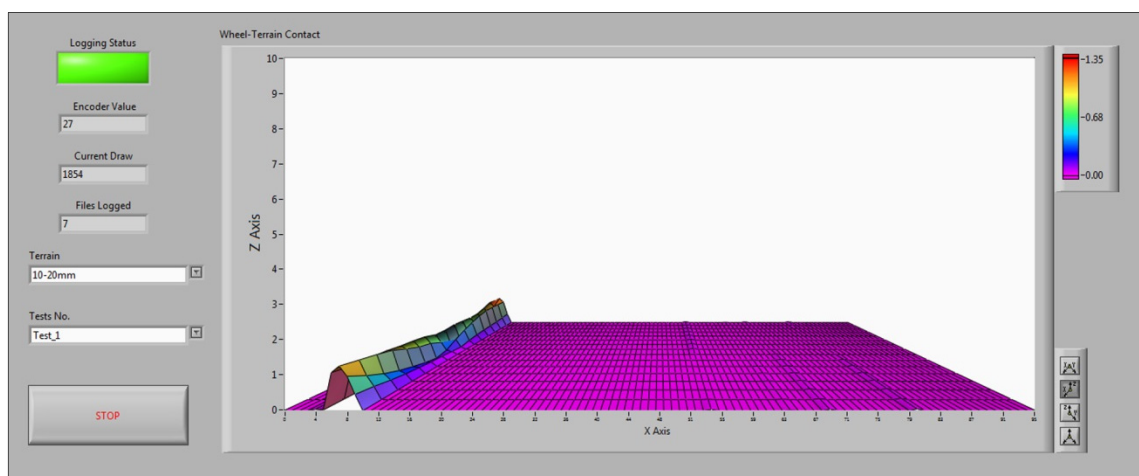 Logging Status
Encoder Value
27
Current Draw
1854
Files Logged
7
Terrain
10-20mm
Tests No.
Test_1
STOP
Wheel-Terrain Contact
Z Axis
10
9
8
7
6
5
4
3
2
1
0
X Axis
1.35
0.68
0.00